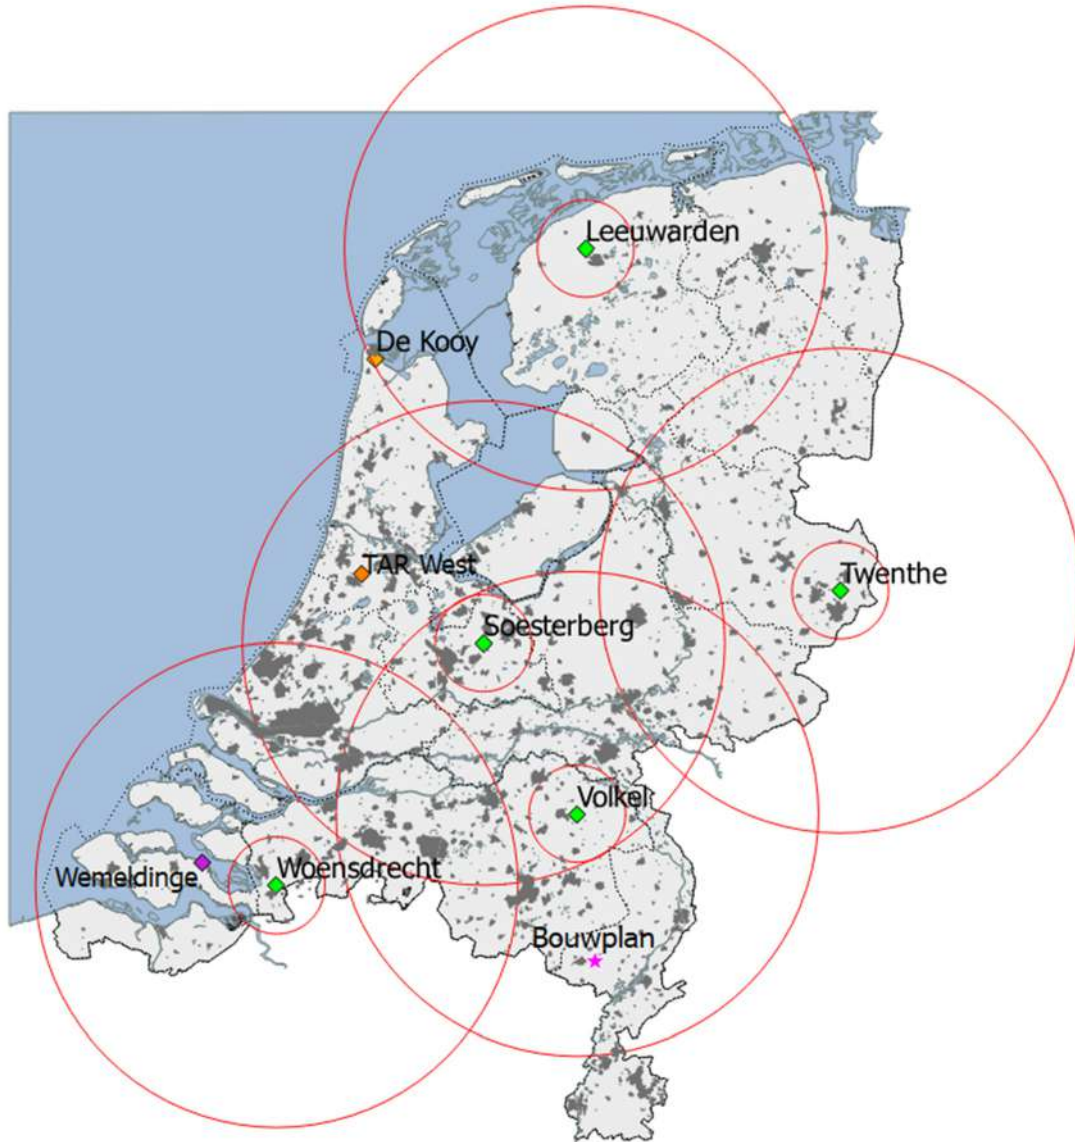 Leeuwarden
De Kooy
TAR West
Twenthe
Soesterberg
Volkel
Woensdrecht
Wemeldinge
Bouwplan